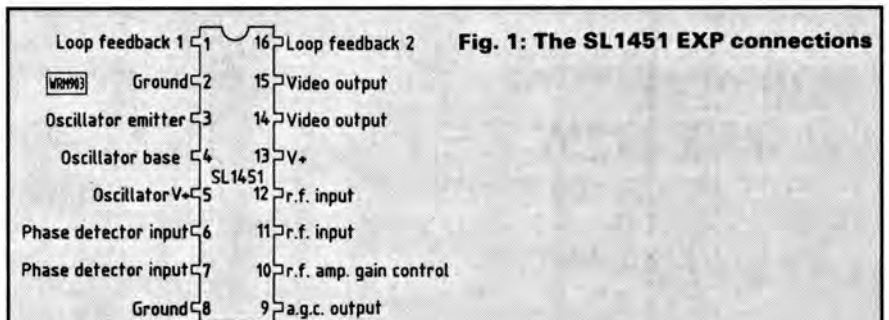 Loop feedback 1 1 16 Loop feedback 2 Fig. 1: The SL1451 EXP connections
WRM903 Ground 2 15 Video output
Oscillator emitter 3 14 Video output
Oscillator base 4 13 V+
SL1451
Oscillator V+ 5 12 r.f. input
Phase detector input 6 11 r.f. input
Phase detector input 7 10 r.f. amp. gain control
Ground 8 9 a.g.c. output